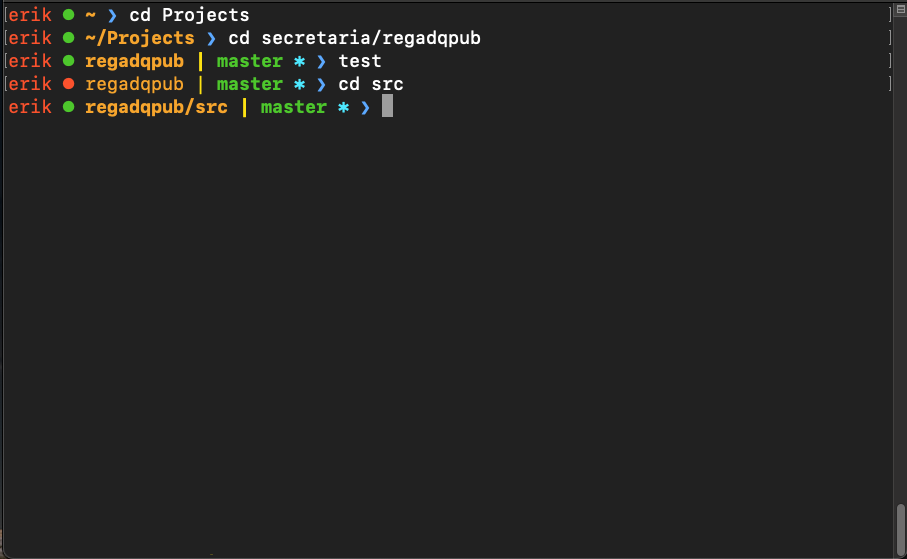 [erik ● ~ ❯ cd Projects ]
[erik ● ~/Projects ❯ cd secretaria/regadqpub ]
[erik ● regadqpub | master * ❯ test ]
[erik ● regadqpub | master * ❯ cd src ]
erik ● regadqpub/src | master * ❯